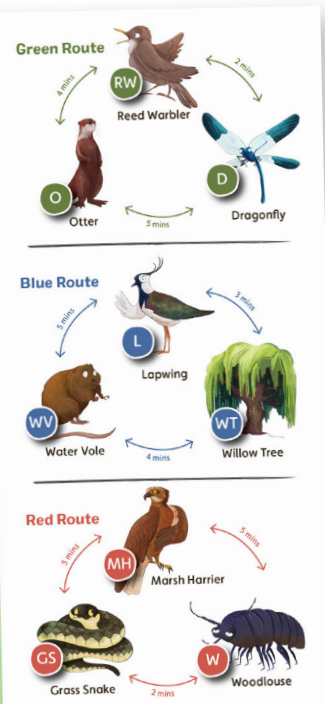 Green Route
4 mins
RW
2 mins
Reed Warbler
O
D
Otter
5 mins
Dragonfly
Blue Route
5 mins
L
3 mins
Lapwing
WV
WT
Water Vole
4 mins
Willow Tree
Red Route
5 mins
MH
5 mins
Marsh Harrier
GS
W
Grass Snake
2 mins
Woodlouse